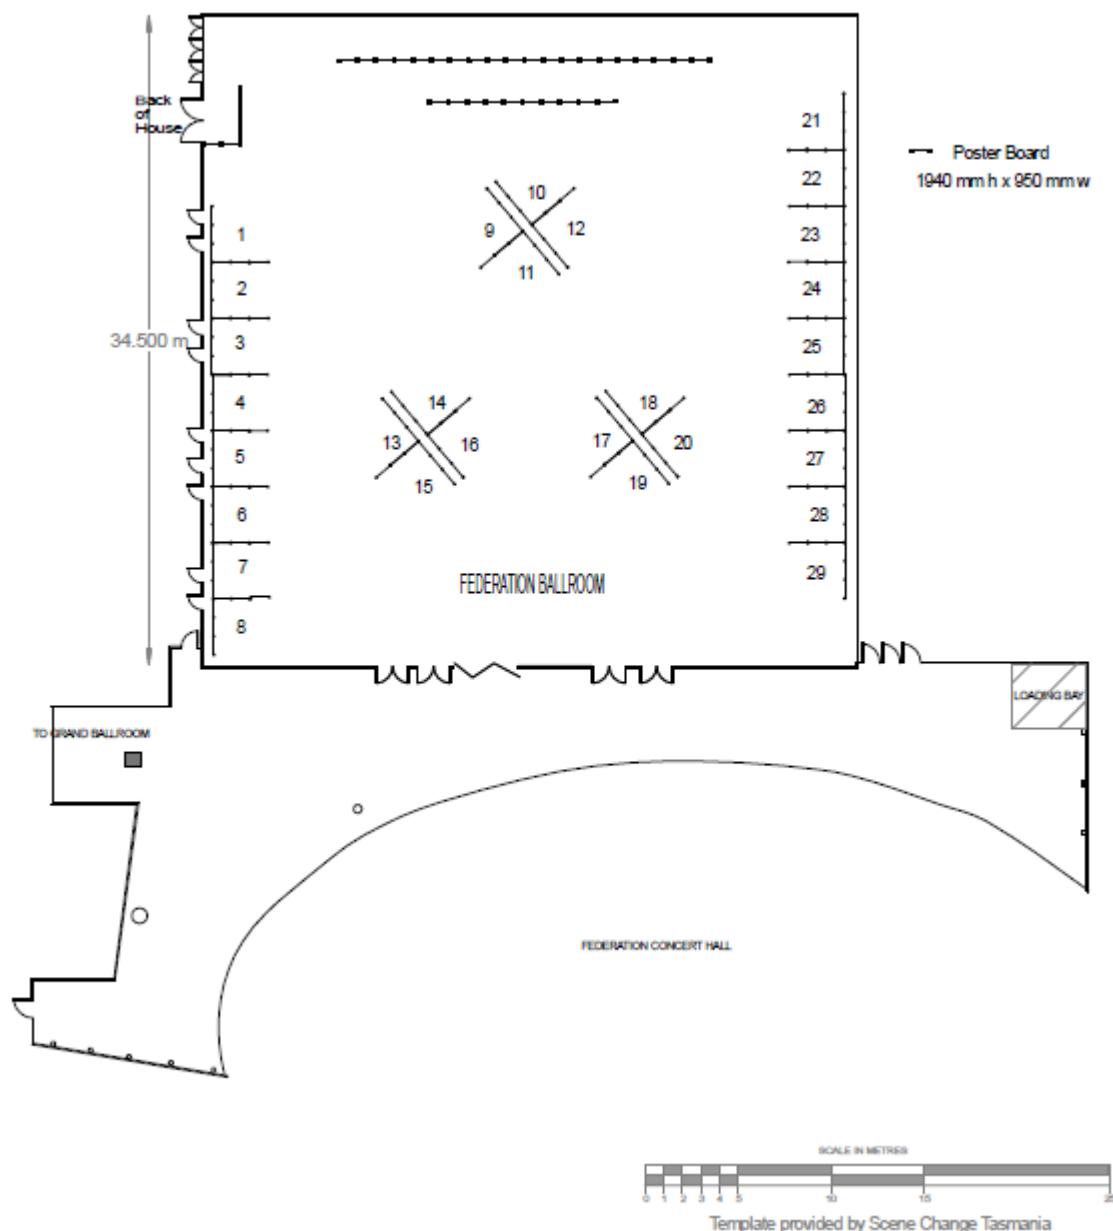 Back
of
House
21
Poster Board
22
1940 mm h x 950 mm w
10
9
12
1
23
11
2
24
34.500 m
3
25
4
14
18
26
13
16
17
20
5
27
15
19
6
28
7
FEDERATION BALLROOM
29
8
LOADING BAY
TO GRAND BALLROOM
FEDERATION CONCERT HALL
SCALE IN METRES
0 1 2 3 4 5 10 15 25
Template provided by Scene Change Tasmania